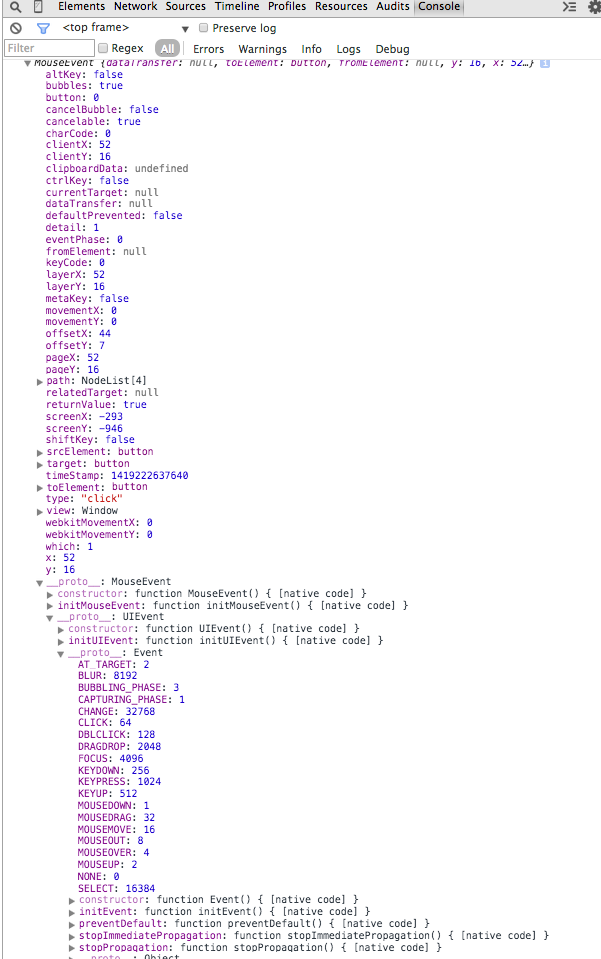 Elements Network Sources Timeline Profiles Resources Audits Console
<top frame> Preserve log
Filter Regex All Errors Warnings Info Logs Debug
MouseEvent {dataTransfer: null, toElement: button, fromElement: null, y: 16, x: 52…}
altKey: false
bubbles: true
button: 0
cancelBubble: false
cancelable: true
charCode: 0
clientX: 52
clientY: 16
clipboardData: undefined
ctrlKey: false
currentTarget: null
dataTransfer: null
defaultPrevented: false
detail: 1
eventPhase: 0
fromElement: null
keyCode: 0
layerX: 52
layerY: 16
metaKey: false
movementX: 0
movementY: 0
offsetX: 44
offsetY: 7
pageX: 52
pageY: 16
path: NodeList[4]
relatedTarget: null
returnValue: true
screenX: -293
screenY: -946
shiftKey: false
srcElement: button
target: button
timeStamp: 1419222637640
toElement: button
type: "click"
view: Window
webkitMovementX: 0
webkitMovementY: 0
which: 1
x: 52
y: 16
__proto__: MouseEvent
constructor: function MouseEvent() { [native code] }
initMouseEvent: function initMouseEvent() { [native code] }
__proto__: UIEvent
constructor: function UIEvent() { [native code] }
initUIEvent: function initUIEvent() { [native code] }
__proto__: Event
AT_TARGET: 2
BLUR: 8192
BUBBLING_PHASE: 3
CAPTURING_PHASE: 1
CHANGE: 32768
CLICK: 64
DBLCLICK: 128
DRAGDROP: 2048
FOCUS: 4096
KEYDOWN: 256
KEYPRESS: 1024
KEYUP: 512
MOUSEDOWN: 1
MOUSEDRAG: 32
MOUSEMOVE: 16
MOUSEOUT: 8
MOUSEOVER: 4
MOUSEUP: 2
NONE: 0
SELECT: 16384
constructor: function Event() { [native code] }
initEvent: function initEvent() { [native code] }
preventDefault: function preventDefault() { [native code] }
stopImmediatePropagation: function stopImmediatePropagation() { [native code] }
stopPropagation: function stopPropagation() { [native code] }
__proto__: Object